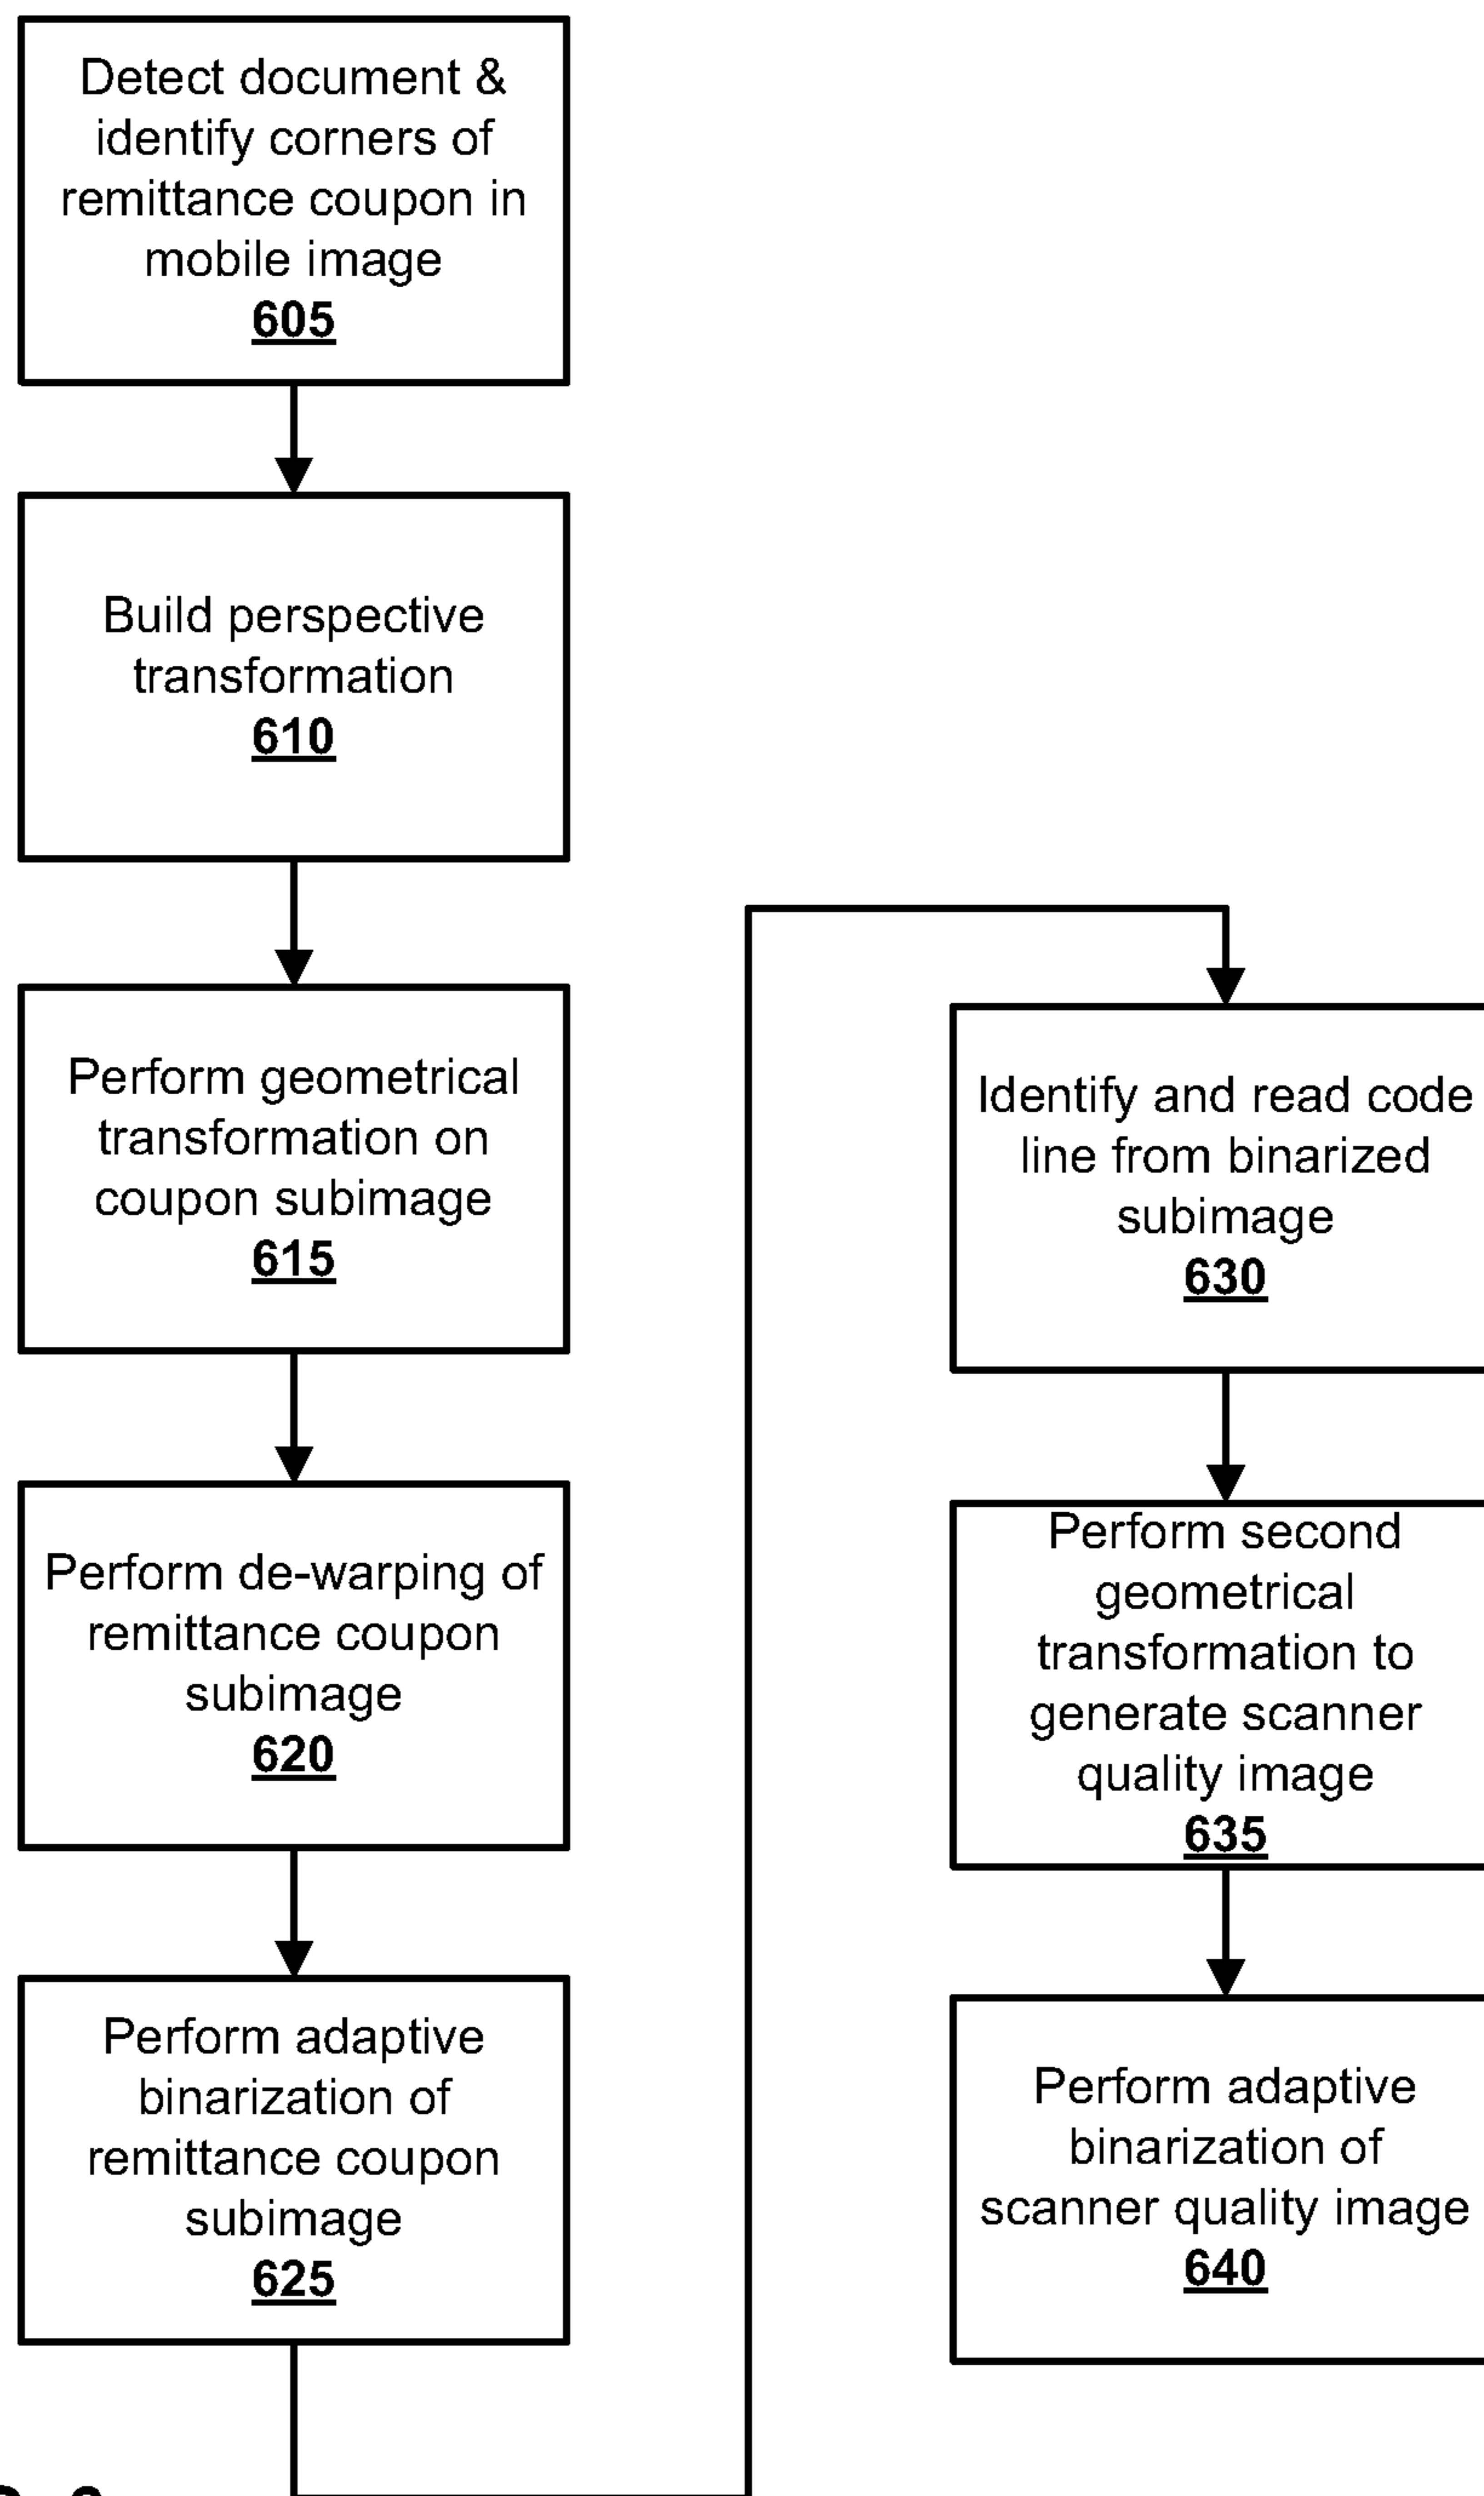 Detect document &
identify corners of
remittance coupon in
mobile image
605
Build perspective
transformation
610
Perform geometrical
transformation on
coupon subimage
615
Perform de-warping of
remittance coupon
subimage
620
Perform adaptive
binarization of
remittance coupon
subimage
625
Identify and read code
line from binarized
subimage
630
Perform second
geometrical
transformation to
generate scanner
quality image
635
Perform adaptive
binarization of
scanner quality image
640